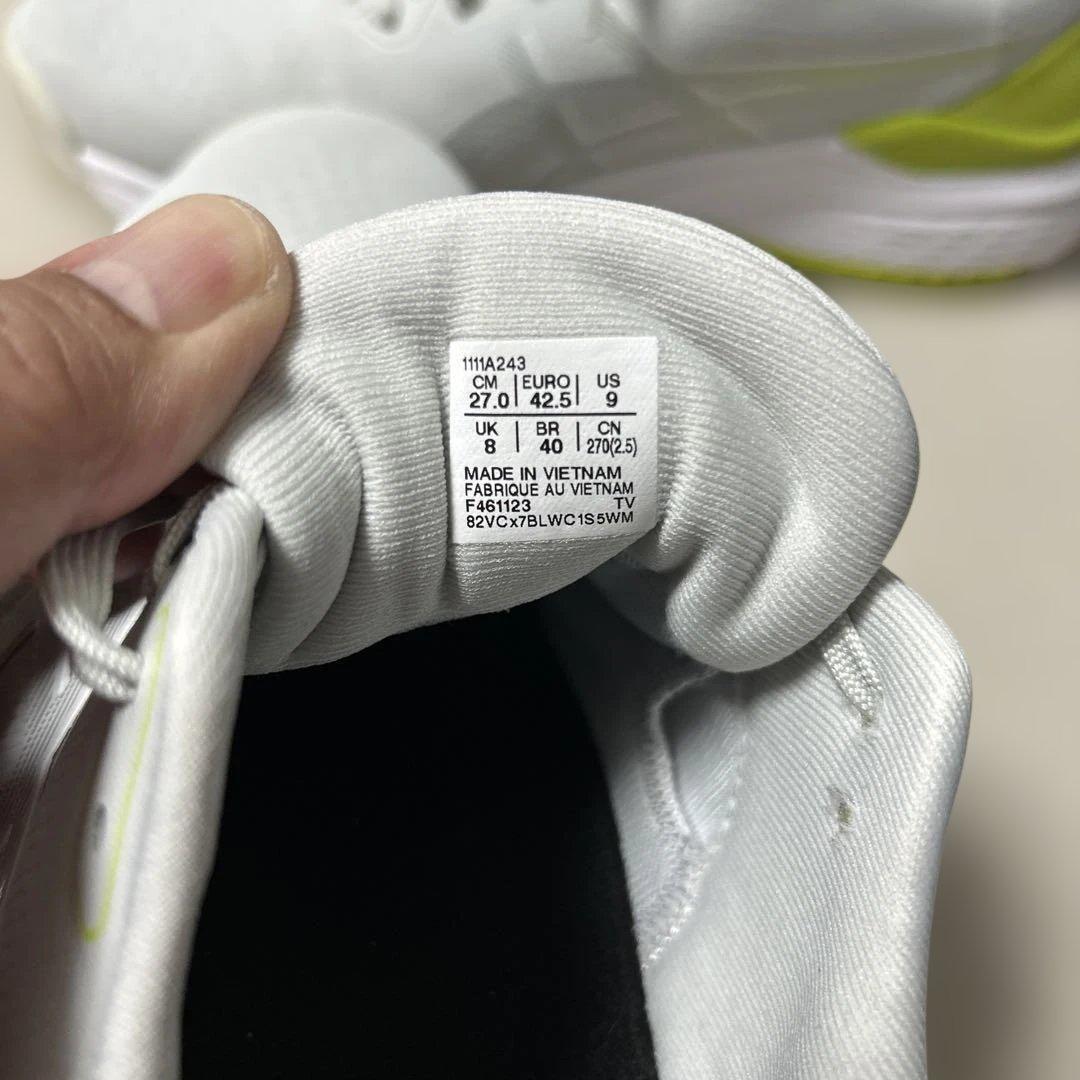 1111A243
CM | EURO | US
27.0 | 42.5 | 9
UK | BR | CN
8 | 40 | 270(2.5)
MADE IN VIETNAM
FABRIQUE AU VIETNAM
F461123 TV
82VCx7BLWC1S5WM